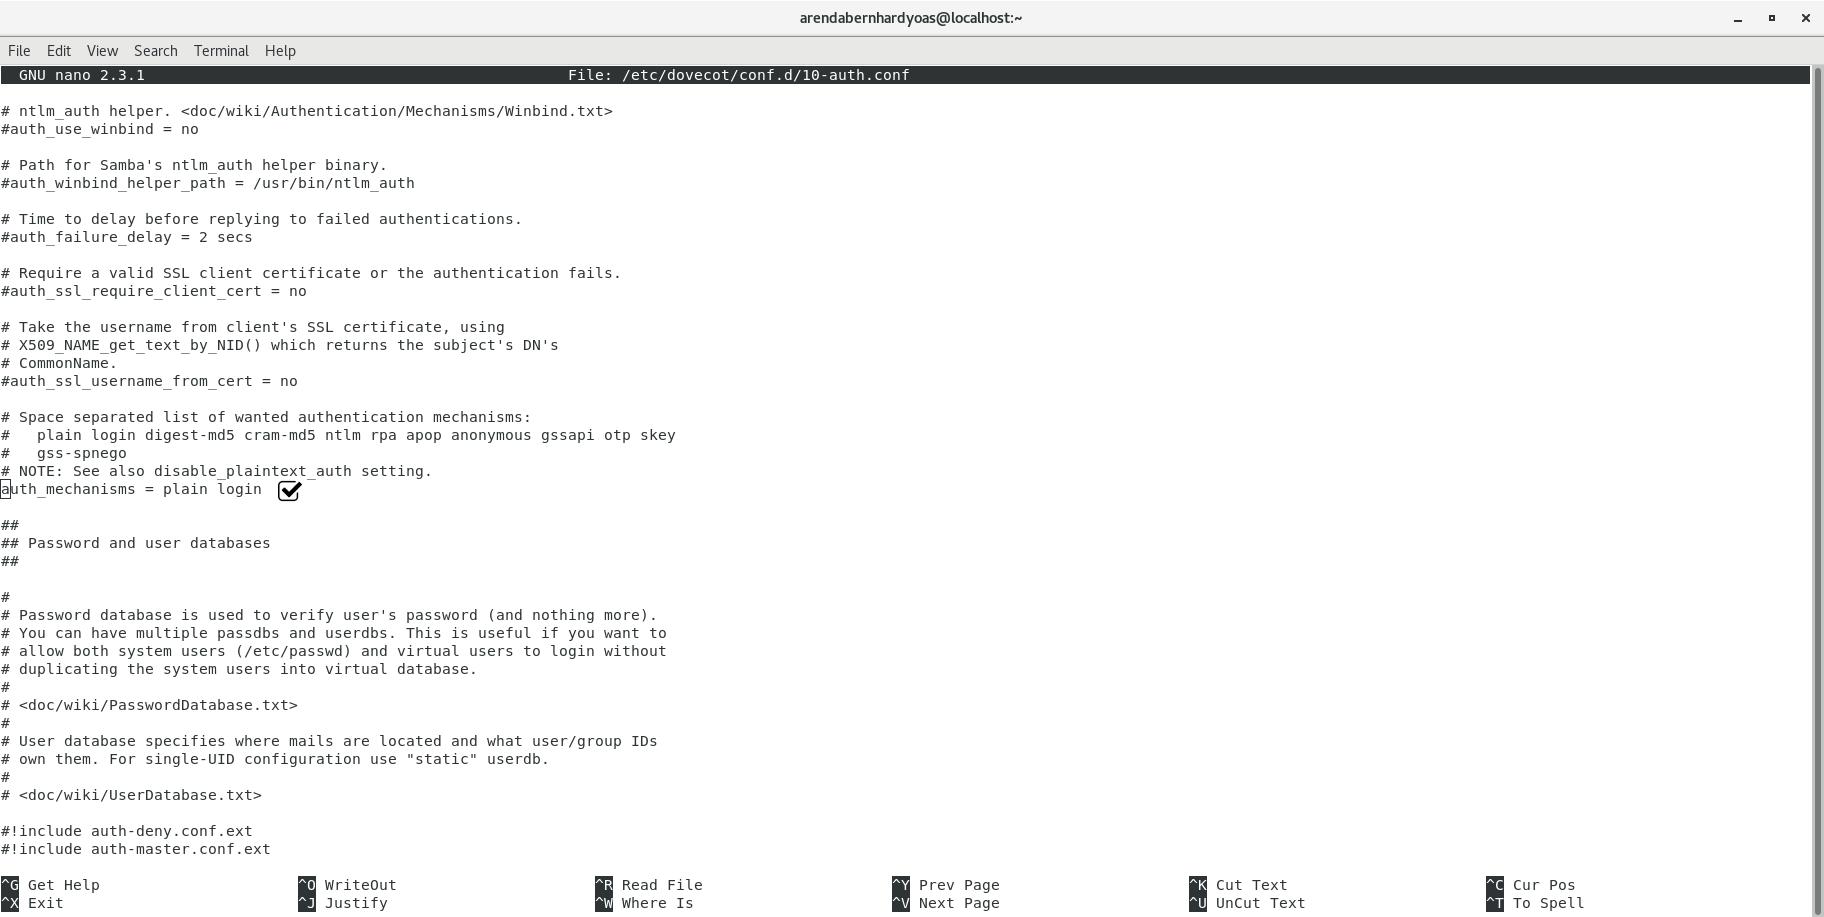 arendabernhardyoas@localhost:~
File Edit View Search Terminal Help
GNU nano 2.3.1 File: /etc/dovecot/conf.d/10-auth.conf
# ntlm_auth helper. <doc/wiki/Authentication/Mechanisms/Winbind.txt>
#auth_use_winbind = no
# Path for Samba's ntlm_auth helper binary.
#auth_winbind_helper_path = /usr/bin/ntlm_auth
# Time to delay before replying to failed authentications.
#auth_failure_delay = 2 secs
# Require a valid SSL client certificate or the authentication fails.
#auth_ssl_require_client_cert = no
# Take the username from client's SSL certificate, using
# X509_NAME_get_text_by_NID() which returns the subject's DN's
# CommonName.
#auth_ssl_username_from_cert = no
# Space separated list of wanted authentication mechanisms:
#   plain login digest-md5 cram-md5 ntlm rpa apop anonymous gssapi otp skey
#   gss-spnego
# NOTE: See also disable_plaintext_auth setting.
auth_mechanisms = plain login
##
## Password and user databases
##
#
# Password database is used to verify user's password (and nothing more).
# You can have multiple passdbs and userdbs. This is useful if you want to
# allow both system users (/etc/passwd) and virtual users to login without
# duplicating the system users into virtual database.
#
# <doc/wiki/PasswordDatabase.txt>
#
# User database specifies where mails are located and what user/group IDs
# own them. For single-UID configuration use "static" userdb.
#
# <doc/wiki/UserDatabase.txt>
#!include auth-deny.conf.ext
#!include auth-master.conf.ext
^G Get Help ^O WriteOut ^R Read File ^Y Prev Page ^K Cut Text ^C Cur Pos
^X Exit ^J Justify ^W Where Is ^V Next Page ^U UnCut Text ^T To Spell